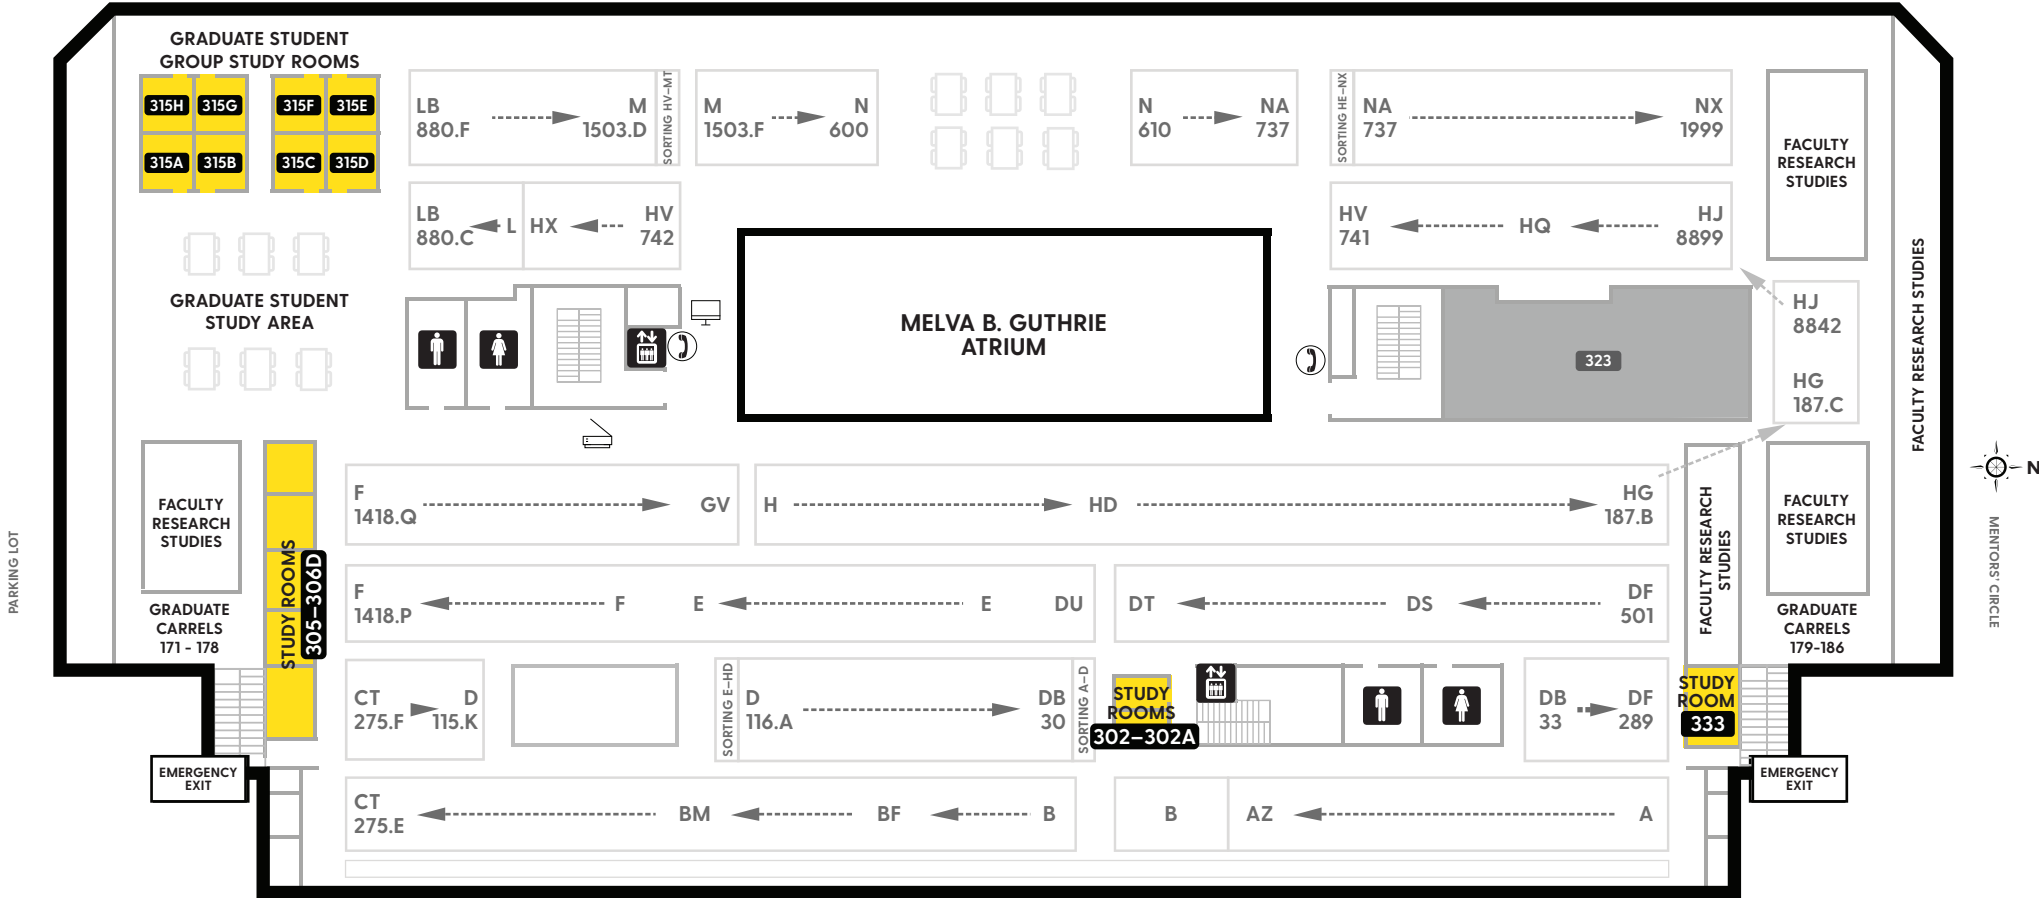 GRADUATE STUDENT
GROUP STUDY ROOMS
315H
315G
315F
315E
315A
315B
315C
315D
LB
880.F
M
1503.D
SORTING HV–MT
M
1503.F
N
600
N
610
NA
737
SORTING HE–NX
NA
737
NX
1999
FACULTY
RESEARCH
STUDIES
LB
880.C
L
HX
HV
742
HV
741
HQ
HJ
8899
FACULTY RESEARCH STUDIES
GRADUATE STUDENT
STUDY AREA
MELVA B. GUTHRIE
ATRIUM
323
HJ
8842
HG
187.C
N
MENTORS' CIRCLE
PARKING LOT
FACULTY
RESEARCH
STUDIES
STUDY ROOMS
305–306D
GRADUATE
CARRELS
171 - 178
F
1418.Q
GV
H
HD
HG
187.B
FACULTY RESEARCH
STUDIES
FACULTY
RESEARCH
STUDIES
GRADUATE
CARRELS
179-186
F
1418.P
F
E
E
DU
DT
DS
DF
501
CT
275.F
D
115.K
SORTING E–HD
D
116.A
DB
30
SORTING A–D
STUDY
ROOMS
302–302A
DB
33
DF
289
STUDY
ROOM
333
EMERGENCY
EXIT
EMERGENCY
EXIT
CT
275.E
BM
BF
B
B
AZ
A